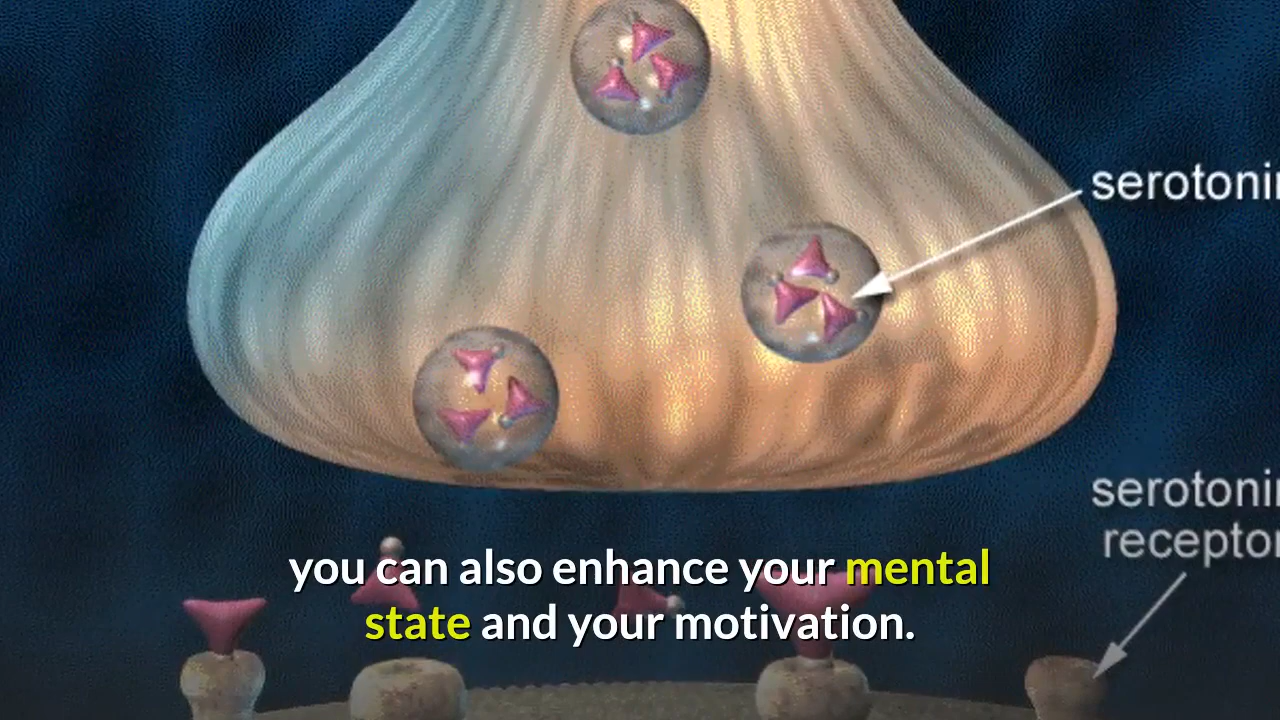 serotoni
serotoni
recepto
you can also enhance your mental
state and your motivation.